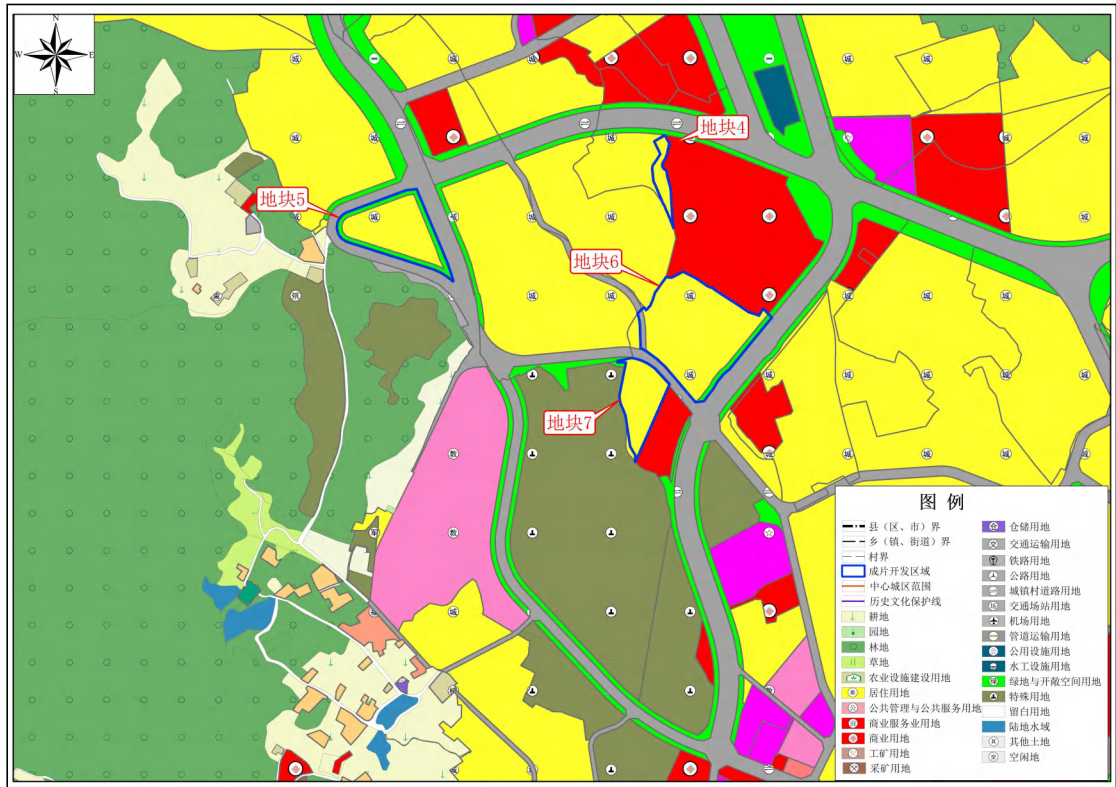 N
W
E
S
地块4
地块5
地块6
地块7
图例
县（区、市）界
乡（镇、街道）界
村界
成片开发区域
中心城区范围
历史文化保护线
耕地
园地
林地
草地
农业设施建设用地
居住用地
公共管理与公共服务用地
商业服务业用地
商业用地
工矿用地
采矿用地
仓储用地
交通运输用地
铁路用地
公路用地
城镇村道路用地
交通场站用地
机场用地
管道运输用地
公用设施用地
水工设施用地
绿地与开敞空间用地
特殊用地
留白用地
陆地水域
其他土地
空闲地